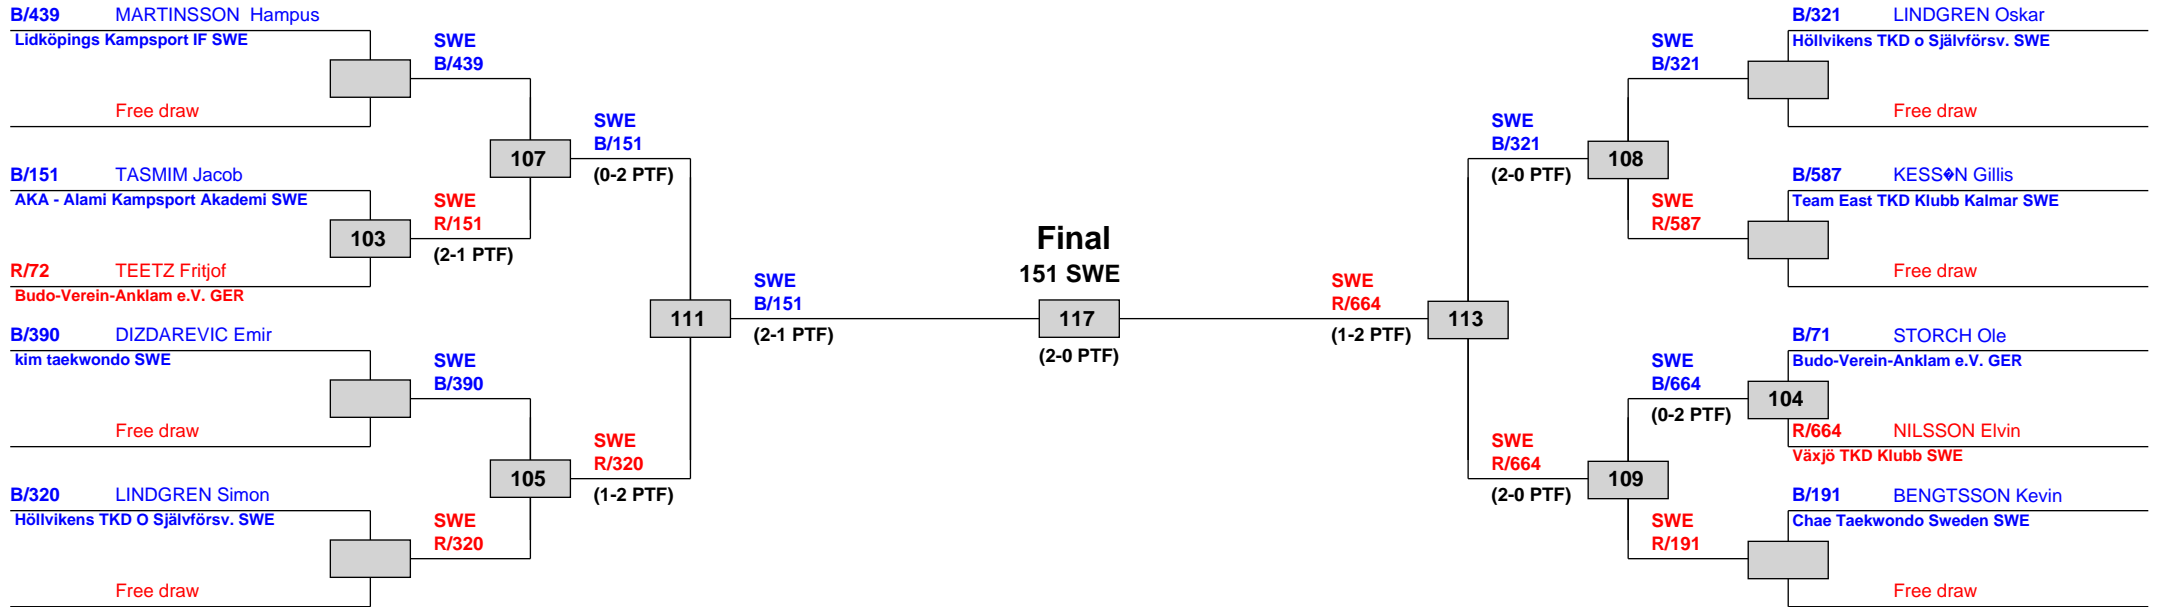 B/439 MARTINSSON Hampus
Lidköpings Kampsport IF SWE
Free draw
B/151 TASMIM Jacob
AKA - Alami Kampsport Akademi SWE
103
R/72 TEETZ Fritjof
Budo-Verein-Anklam e.V. GER
B/390 DIZDAREVIC Emir
kim taekwondo SWE
Free draw
B/320 LINDGREN Simon
Höllvikens TKD O Självförsv. SWE
Free draw
SWE
B/439
107
SWE
R/151
(2-1 PTF)
SWE
B/390
105
SWE
R/320
SWE
B/151
(0-2 PTF)
111
SWE
R/320
(1-2 PTF)
SWE
B/151
(2-1 PTF)
Final
151 SWE
117
(2-0 PTF)
SWE
R/664
(1-2 PTF)
113
SWE
B/321
(2-0 PTF)
SWE
R/664
(2-0 PTF)
SWE
B/321
108
SWE
R/587
SWE
B/664
(0-2 PTF)
109
SWE
R/191
B/321 LINDGREN Oskar
Höllvikens TKD o Självförsv. SWE
Free draw
B/587 KESS�N Gillis
Team East TKD Klubb Kalmar SWE
Free draw
B/71 STORCH Ole
Budo-Verein-Anklam e.V. GER
104
R/664 NILSSON Elvin
Växjö TKD Klubb SWE
B/191 BENGTSSON Kevin
Chae Taekwondo Sweden SWE
Free draw